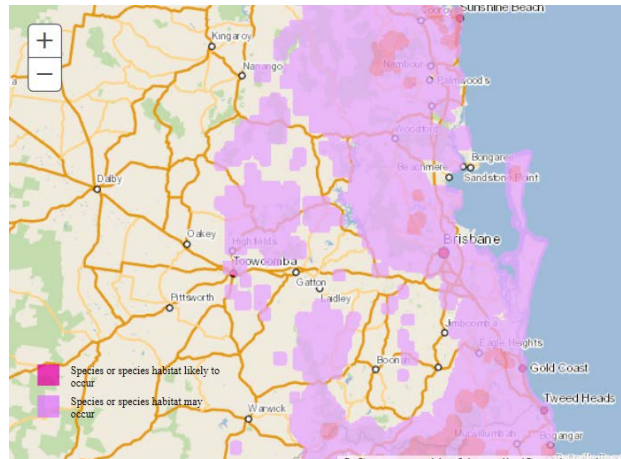 Cooroy
Sunshine Beach
+
Kingaroy
−
Nanango
Nambour
Palmwoods
Woodford
Beachmere
Bongaree
Sandstone Point
Dalby
Oakey
Highfields
Brisbane
Toowoomba
Gatton
Laidley
Pittsworth
Jimboomba
Eagle Heights
Boonah
Gold Coast
Species or species habitat likely to
occur
Species or species habitat may
occur
Tweed Heads
Warwick
Murwillumbah
Bogangar